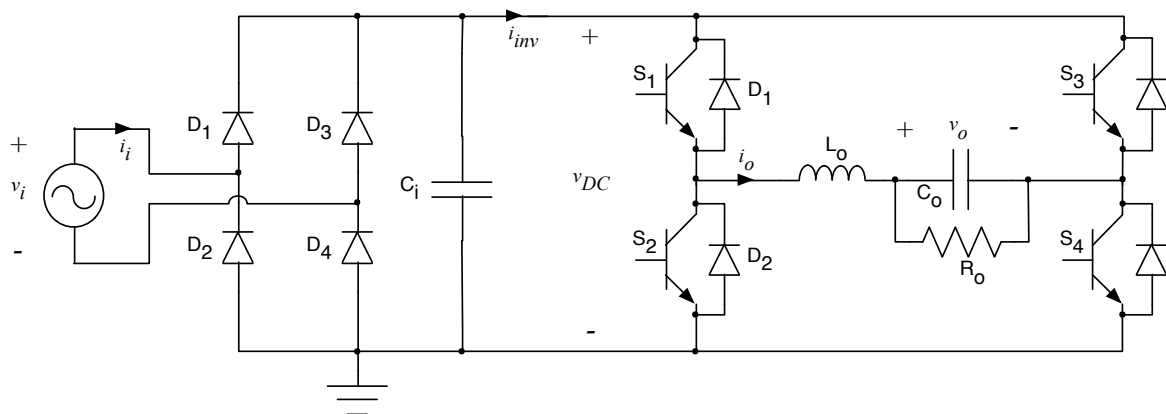 +
v_i
-
i_i
D_1
D_2
D_3
D_4
C_i
i_inv
+
v_DC
-
S_1
D_1
S_2
D_2
i_o
L_o
+ v_o -
C_o
R_o
S_3
S_4